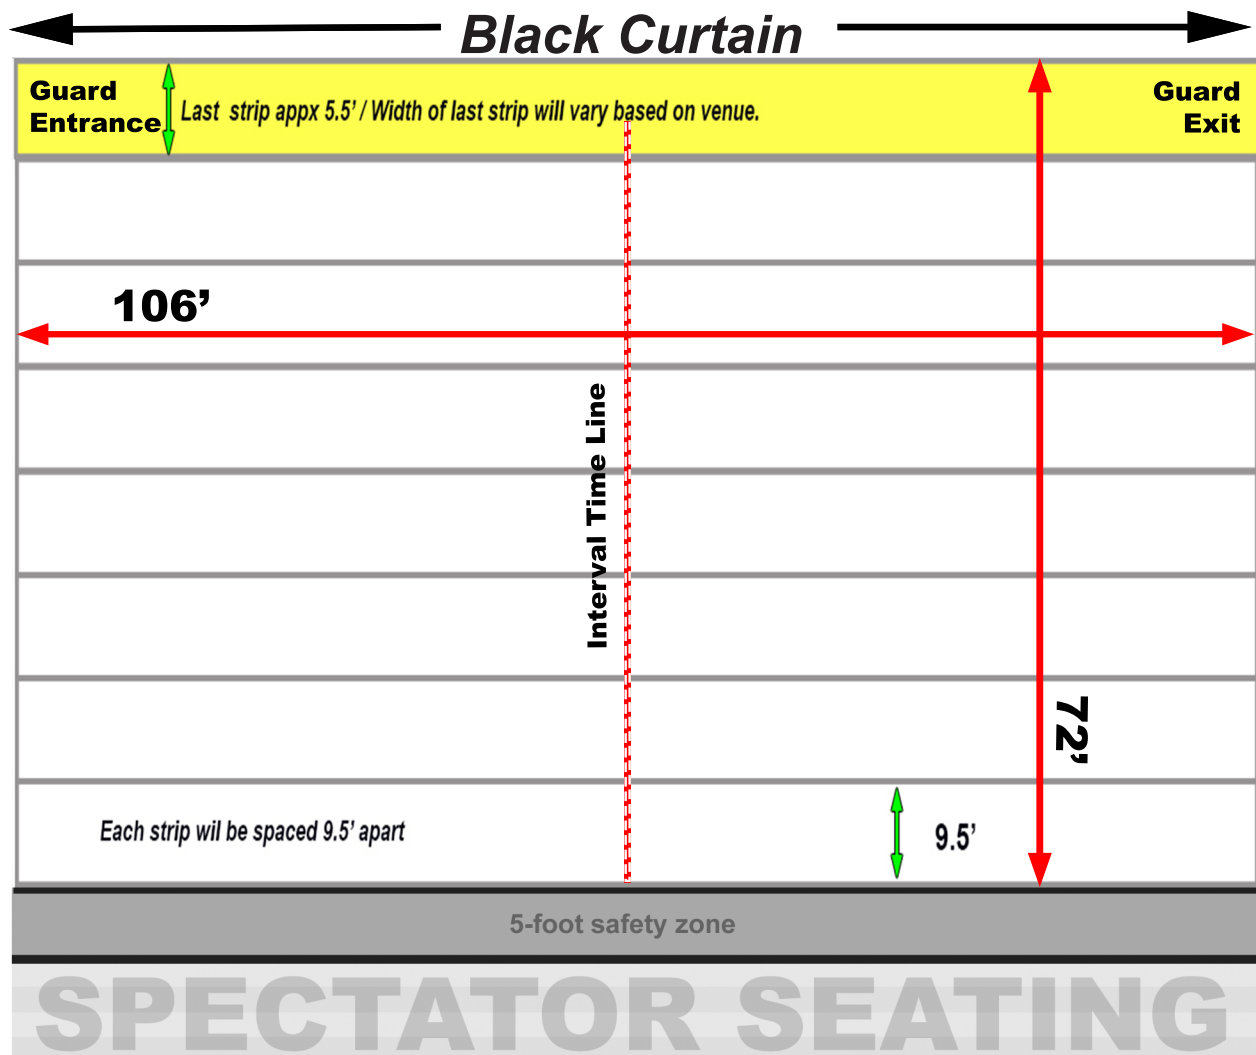 Black Curtain
Guard
Entrance
Last strip appx 5.5’ / Width of last strip will vary based on venue.
Guard
Exit
106’
Interval Time Line
72’
Each strip wil be spaced 9.5’ apart
9.5’
5-foot safety zone
SPECTATOR SEATING